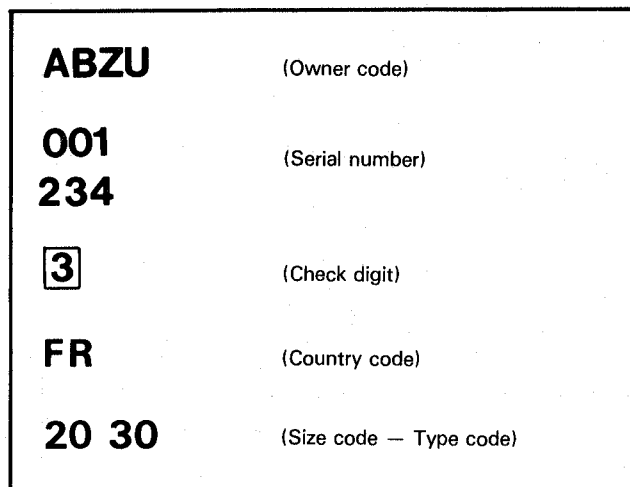 ABZU (Owner code)
001
(Serial number)
234
3 (Check digit)
FR (Country code)
20 30 (Size code — Type code)